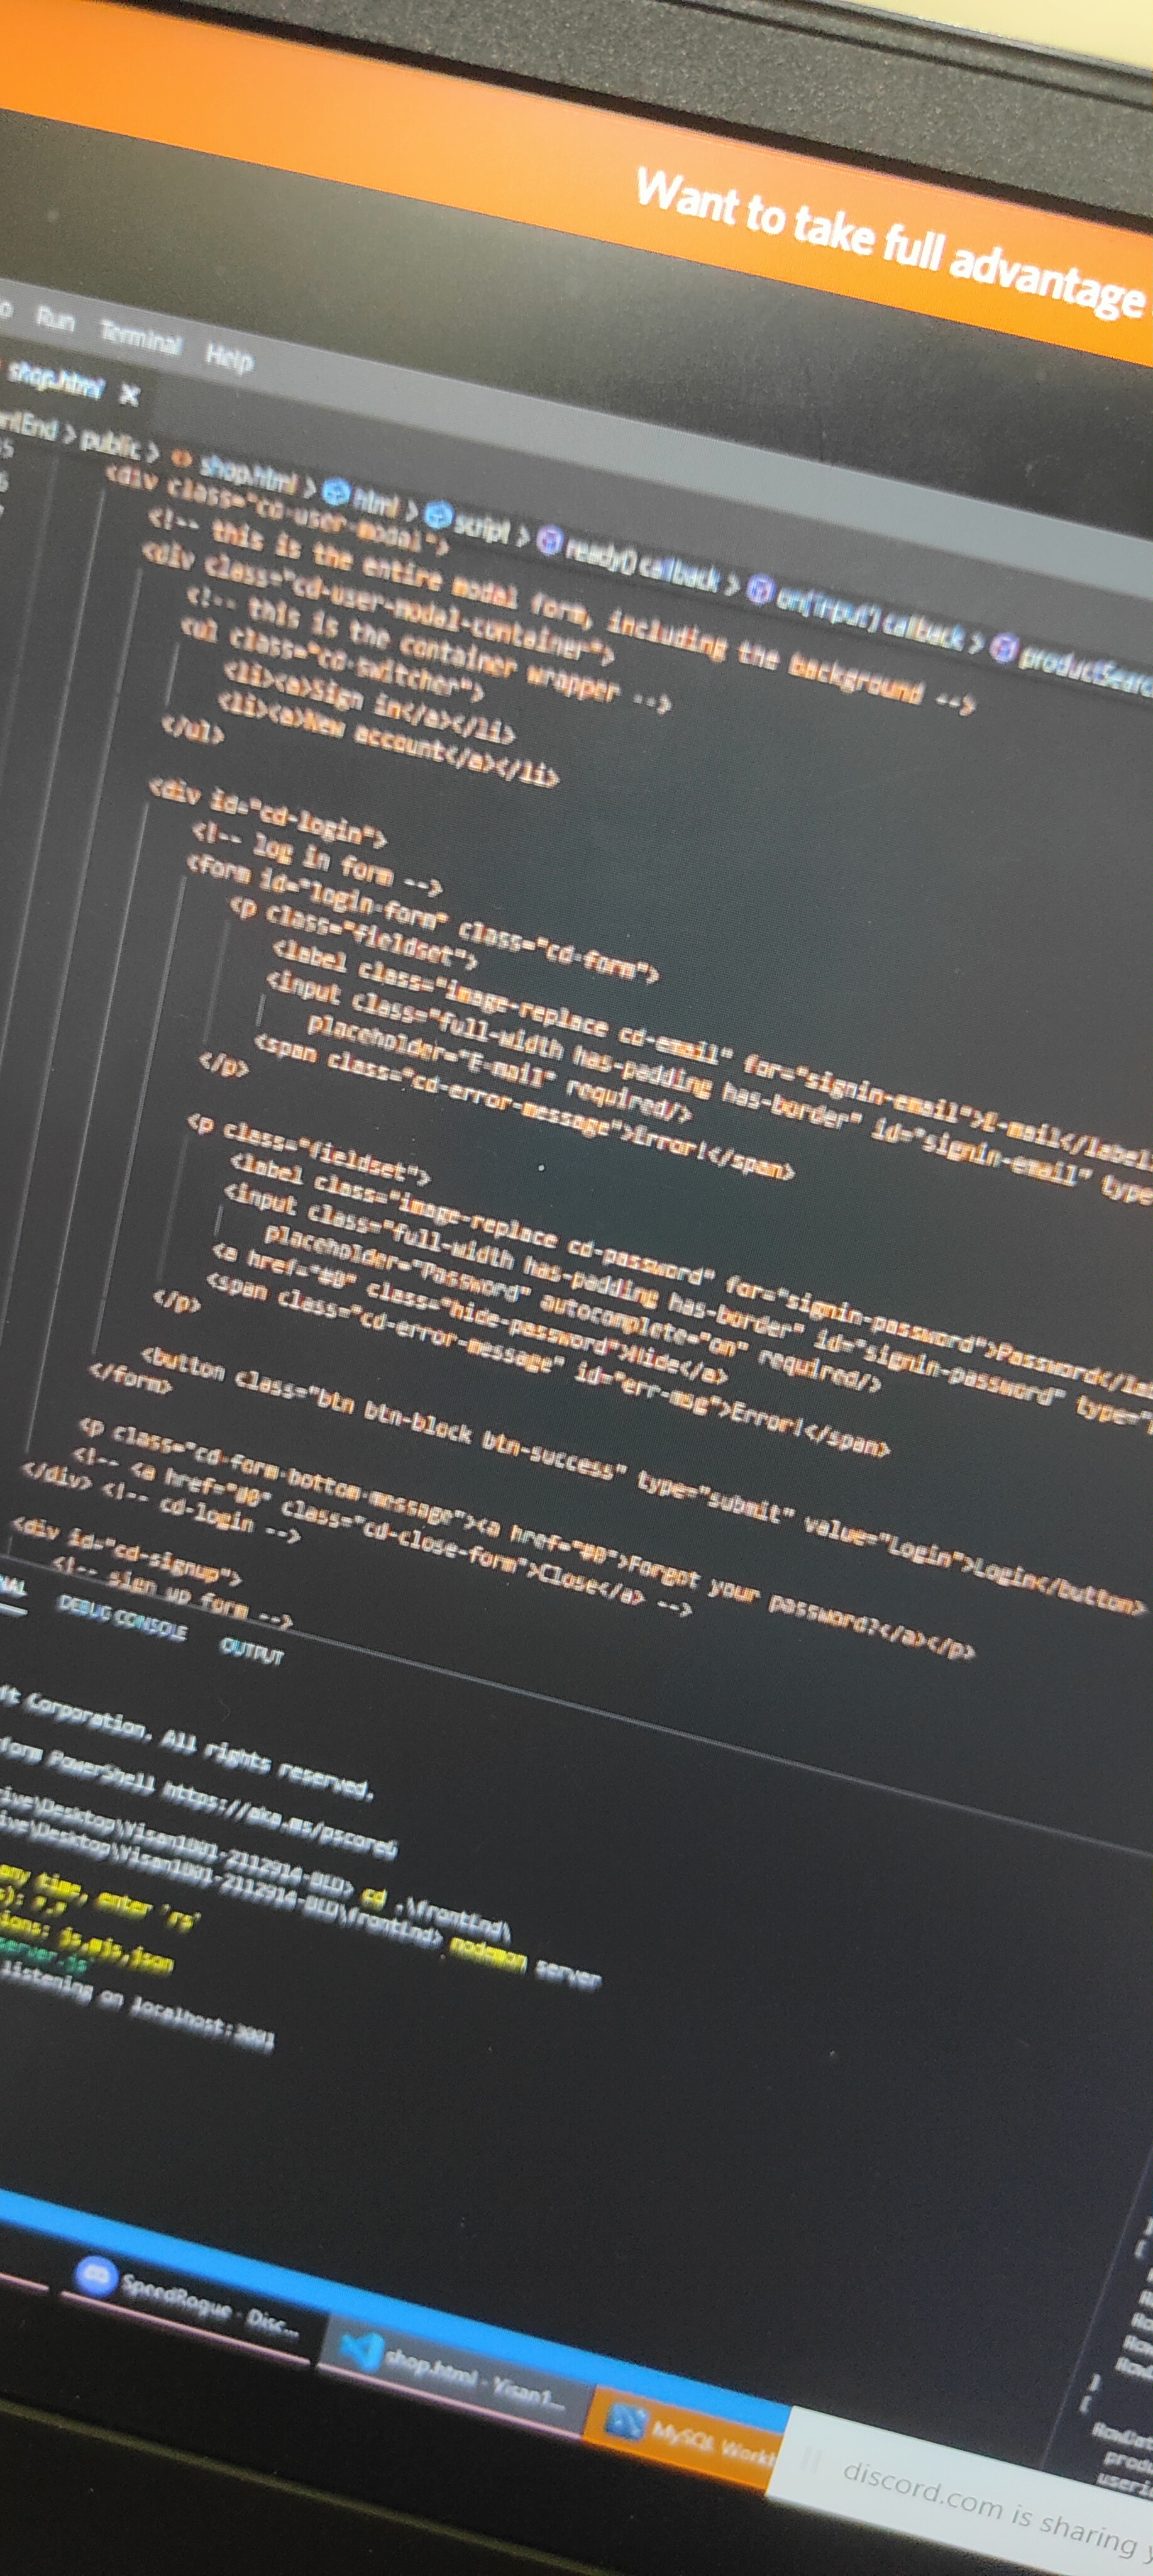 Want to take full advantage
Run Terminal Help
shop.html X
End > public > shop.html > html > script > ready() callback > on('input') callback > productSearc
<div class="cd-user-modal">
<!-- this is the entire modal form, including the background -->
<div class="cd-user-modal-container">
<!-- this is the container wrapper -->
<ul class="cd-switcher">
<li><a>Sign in</a></li>
<li><a>New account</a></li>
</ul>
<div id="cd-login">
<!-- log in form -->
<form id="login-form" class="cd-form">
<p class="fieldset">
<label class="image-replace cd-email" for="signin-email">E-mail</label>
<input class="full-width has-padding has-border" id="signin-email" type
placeholder="E-mail" required/>
<span class="cd-error-message">Error!</span>
</p>
<p class="fieldset">
<label class="image-replace cd-password" for="signin-password">Password</la
<input class="full-width has-padding has-border" id="signin-password" type="
placeholder="Password" autocomplete="on" required/>
<a href="#0" class="hide-password">Hide</a>
<span class="cd-error-message" id="err-msg">Error!</span>
</p>
<button class="btn btn-block btn-success" type="submit" value="Login">Login</button>
</form>
<p class="cd-form-bottom-message"><a href="#0">Forgot your password?</a></p>
<!-- <a href="#0" class="cd-close-form">Close</a> -->
</div> <!-- cd-login -->
<div id="cd-signup">
<!-- sign up form -->
NAL DEBUG CONSOLE OUTPUT
ft Corporation. All rights reserved.
form PowerShell https://aka.ms/pscore6
ive\Desktop\Yisan1001-2112914-DLD> cd .\frontEnd\
ive\Desktop\Yisan1001-2112914-DLD\frontEnd> nodemon server
any time, enter `rs`
s): *.*
ions: js,mjs,json
server.js`
listening on localhost:3001
SpeedRogue - Disc...
shop.html - Yisan1...
MySQL Workb
discord.com is sharing y
RowDat
produ
useri